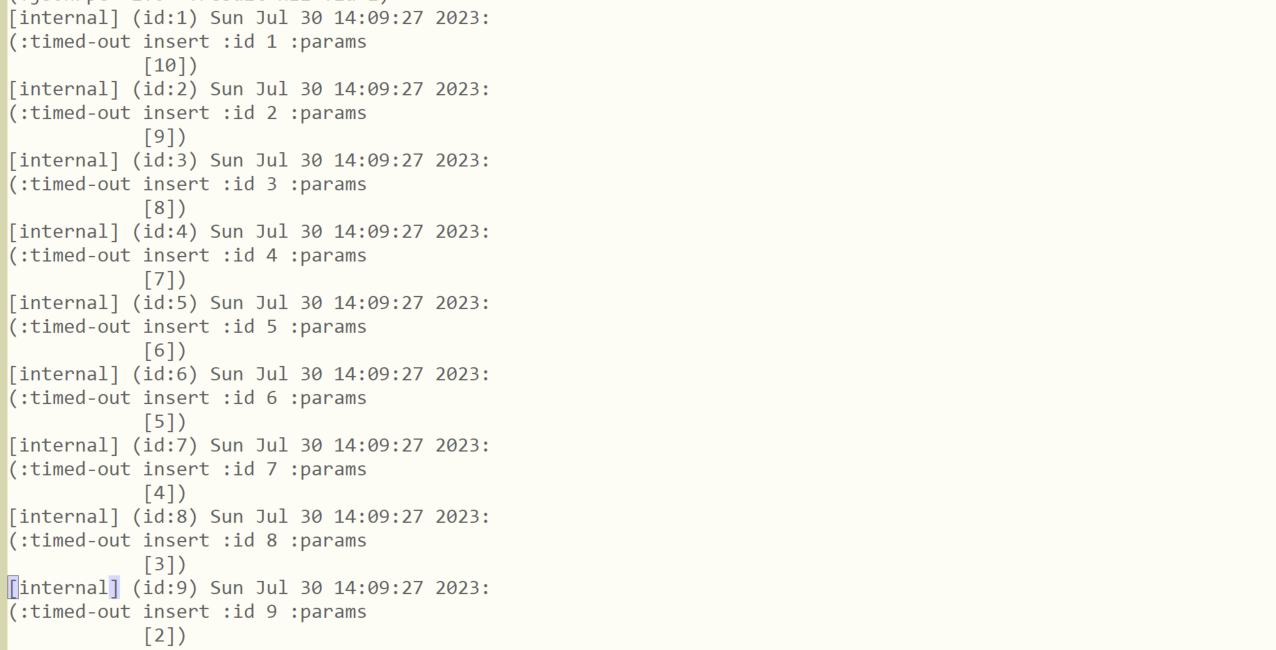 [internal] (id:1) Sun Jul 30 14:09:27 2023:
(:timed-out insert :id 1 :params
            [10])
[internal] (id:2) Sun Jul 30 14:09:27 2023:
(:timed-out insert :id 2 :params
            [9])
[internal] (id:3) Sun Jul 30 14:09:27 2023:
(:timed-out insert :id 3 :params
            [8])
[internal] (id:4) Sun Jul 30 14:09:27 2023:
(:timed-out insert :id 4 :params
            [7])
[internal] (id:5) Sun Jul 30 14:09:27 2023:
(:timed-out insert :id 5 :params
            [6])
[internal] (id:6) Sun Jul 30 14:09:27 2023:
(:timed-out insert :id 6 :params
            [5])
[internal] (id:7) Sun Jul 30 14:09:27 2023:
(:timed-out insert :id 7 :params
            [4])
[internal] (id:8) Sun Jul 30 14:09:27 2023:
(:timed-out insert :id 8 :params
            [3])
[internal] (id:9) Sun Jul 30 14:09:27 2023:
(:timed-out insert :id 9 :params
            [2])